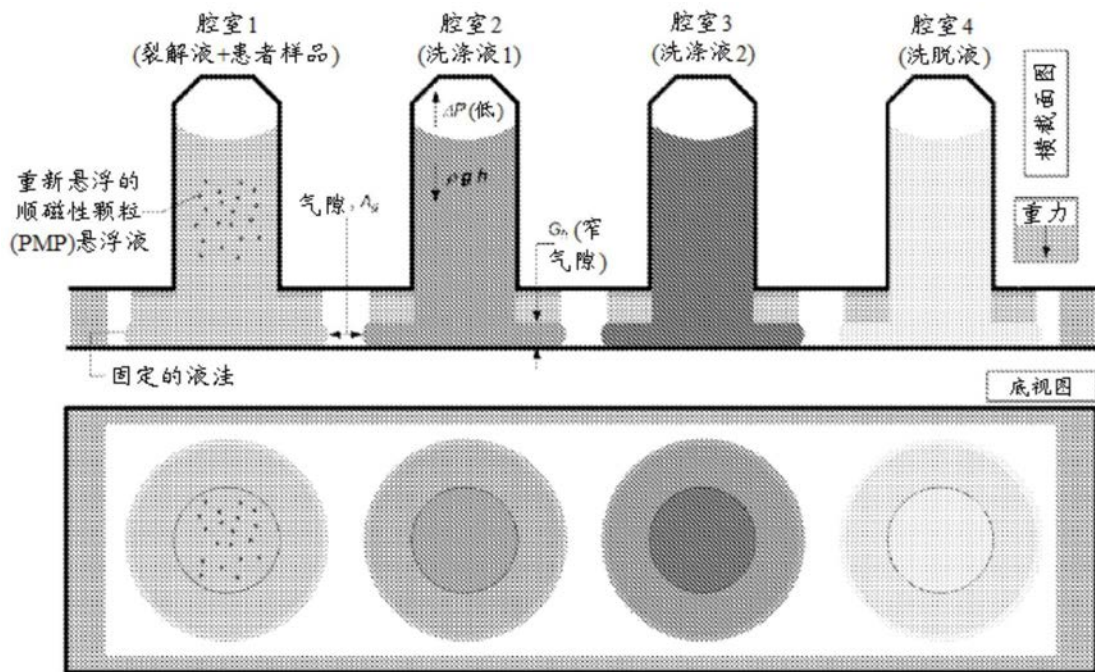 腔室1
(裂解液+患者样品)
腔室2
(洗涤液1)
腔室3
(洗涤液2)
腔室4
(洗脱液)
横截面图
ΔP(低)
ρgh
重新悬浮的
顺磁性颗粒
(PMP)悬浮液
气隙,
Gh(窄
气隙)
重力
固定的液洼
底视图